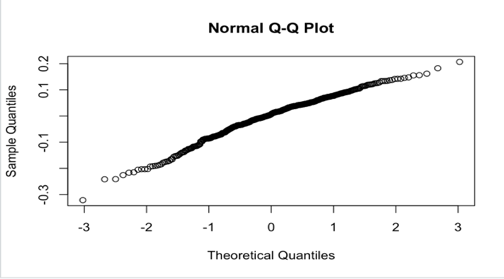 Normal Q-Q Plot
Sample Quantiles
0.2
0.1
-0.1
-0.3
-3 -2 -1 0 1 2 3
Theoretical Quantiles